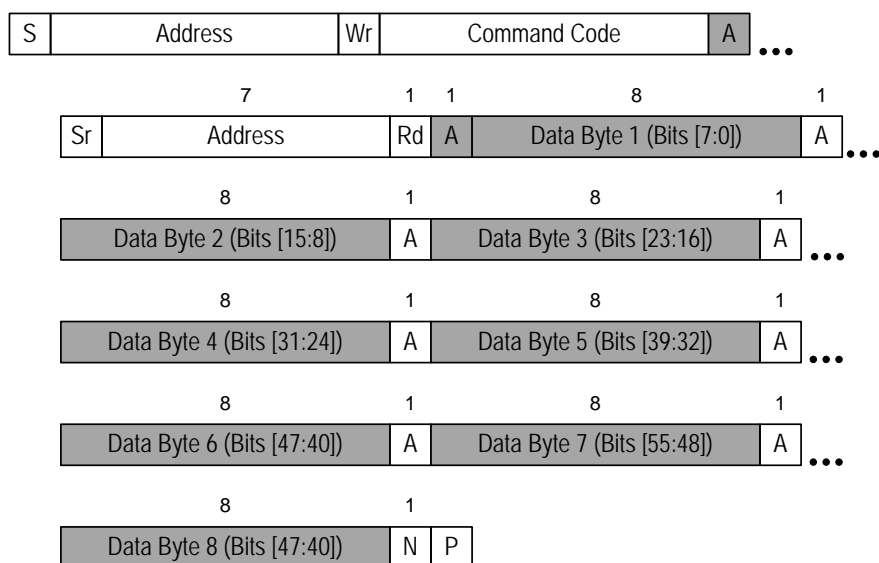 S Address Wr Command Code A
7 1 1 8 1
Sr Address Rd A Data Byte 1 (Bits [7:0]) A
8 1 8 1
Data Byte 2 (Bits [15:8]) A Data Byte 3 (Bits [23:16]) A
8 1 8 1
Data Byte 4 (Bits [31:24]) A Data Byte 5 (Bits [39:32]) A
8 1 8 1
Data Byte 6 (Bits [47:40]) A Data Byte 7 (Bits [55:48]) A
8 1
Data Byte 8 (Bits [47:40]) N P